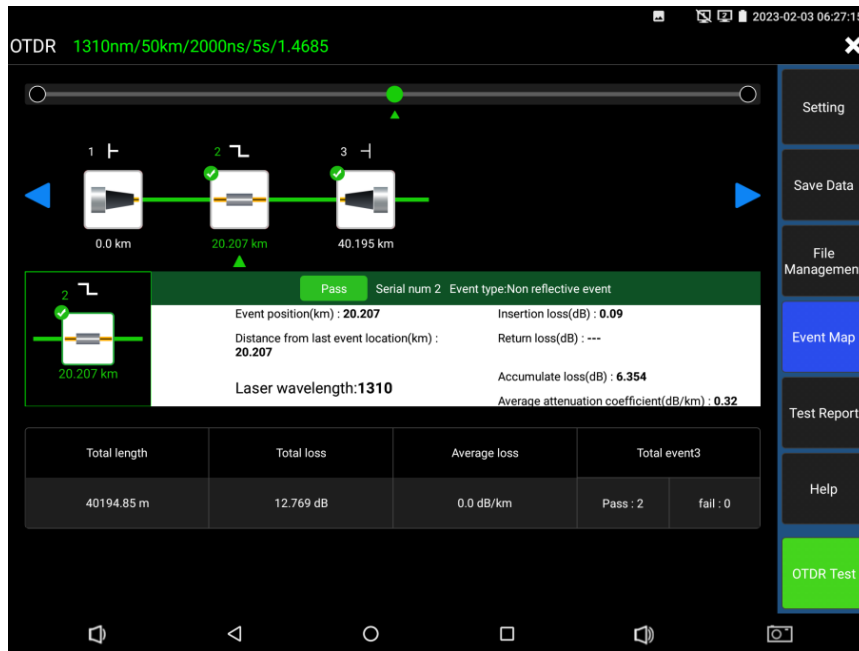 2023-02-03 06:27:15
OTDR 1310nm/50km/2000ns/5s/1.4685
Setting
1
2
3
Save Data
0.0 km
20.207 km
40.195 km
File
Managemen
Pass Serial num 2 Event type:Non reflective event
2
Event position(km) : 20.207
Insertion loss(dB) : 0.09
Distance from last event location(km) :
20.207
Return loss(dB) : ---
Event Map
20.207 km
Laser wavelength:1310
Accumulate loss(dB) : 6.354
Average attenuation coefficient(dB/km) : 0.32
Test Report
Total length
Total loss
Average loss
Total event3
40194.85 m
12.769 dB
0.0 dB/km
Pass : 2
fail : 0
Help
OTDR Test